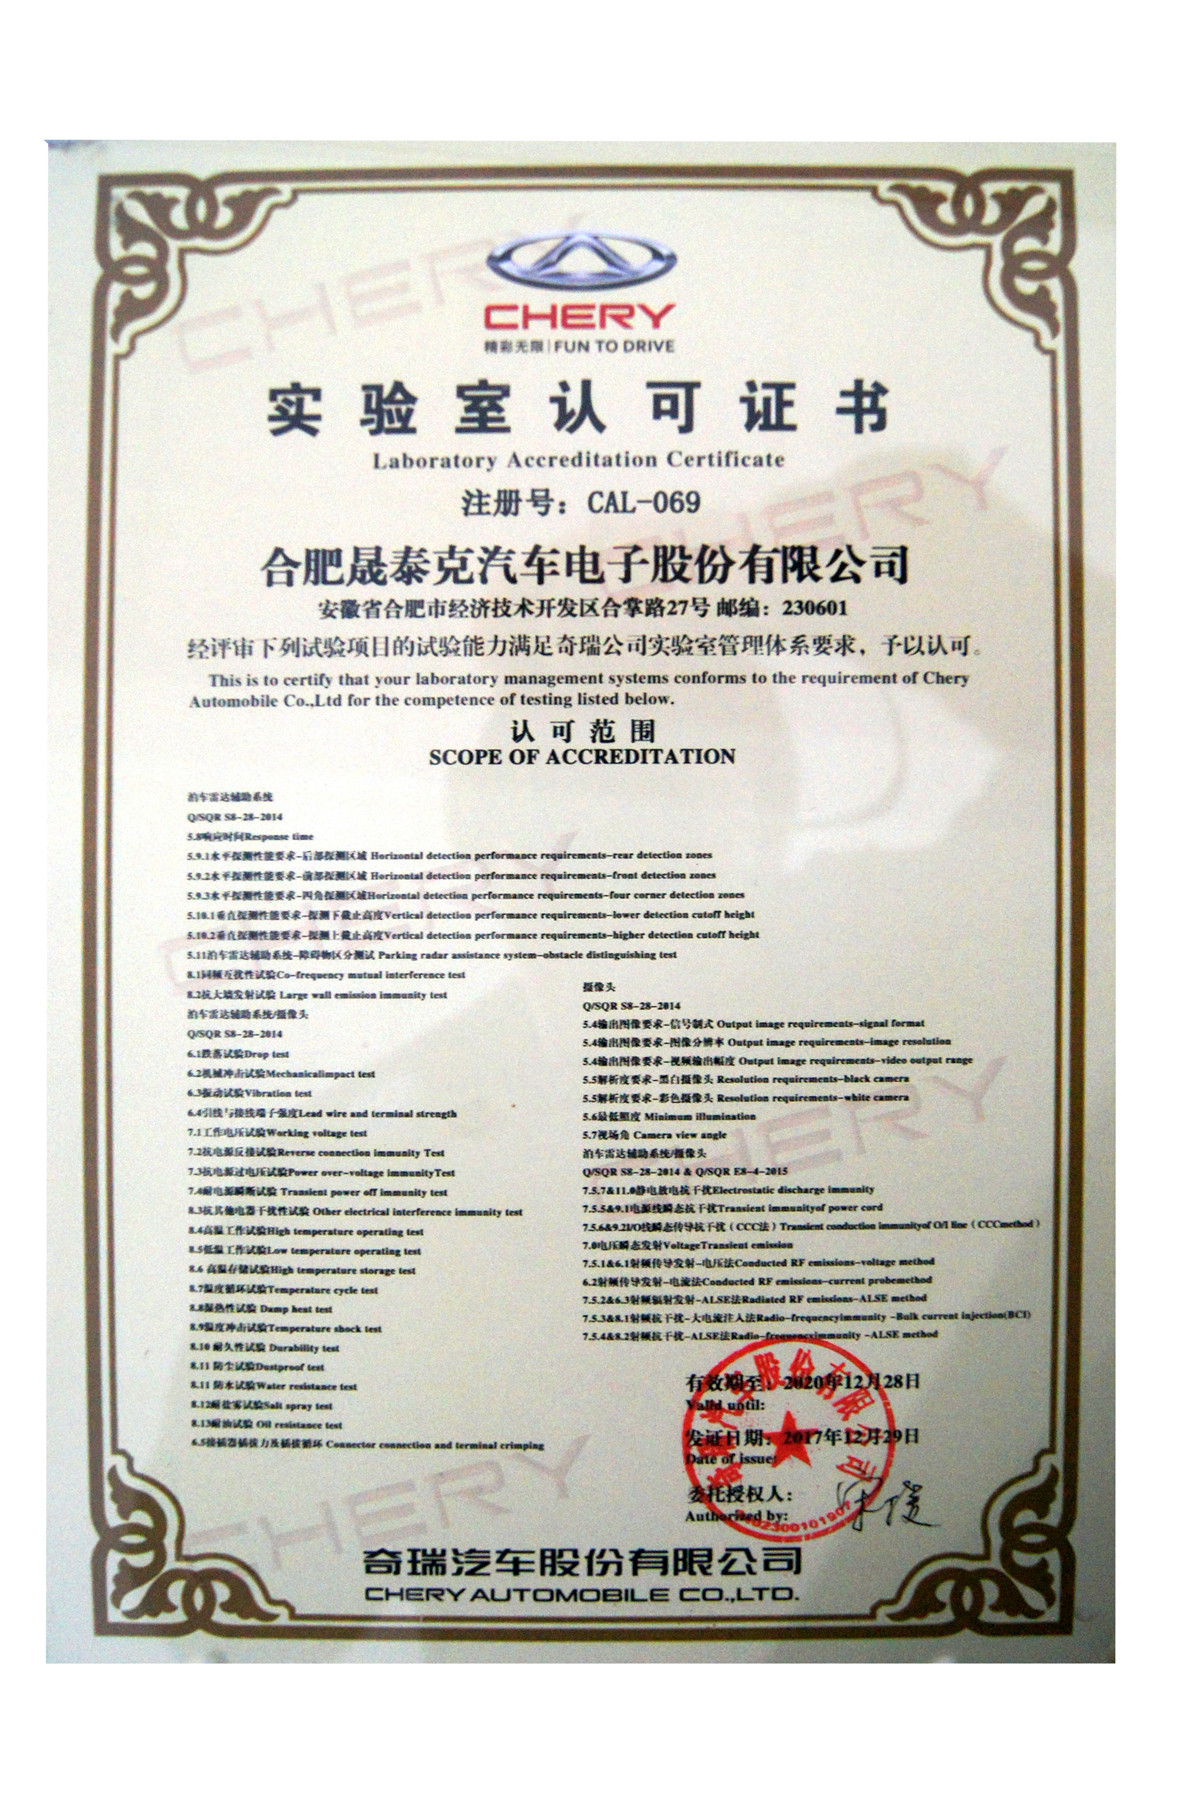 CHERY
精彩无限|FUN TO DRIVE
实验室认可证书
Laboratory Accreditation Certificate
注册号：CAL-069
合肥晟泰克汽车电子股份有限公司
安徽省合肥市经济技术开发区合掌路27号 邮编：230601
经评审下列试验项目的试验能力满足奇瑞公司实验室管理体系要求，予以认可。
This is to certify that your laboratory management systems conforms to the requirement of Chery
Automobile Co.,Ltd for the competence of testing listed below.
认可范围
SCOPE OF ACCREDITATION
泊车雷达辅助系统
Q/SQR S8-28-2014
5.8响应时间Response time
5.9.1水平探测性能要求-后部探测区域 Horizontal detection performance requirements-rear detection zones
5.9.2水平探测性能要求-前部探测区域 Horizontal detection performance requirements-front detection zones
5.9.3水平探测性能要求-四角探测区域Horizontal detection performance requirements-four corner detection zones
5.10.1垂直探测性能要求-探测下截止高度Vertical detection performance requirements-lower detection cutoff height
5.10.2垂直探测性能要求-探测上截止高度Vertical detection performance requirements-higher detection cutoff height
5.11泊车雷达辅助系统-障碍物区分测试 Parking radar assistance system-obstacle distinguishing test
8.1同频互扰性试验Co-frequency mutual interference test
8.2抗大墙发射试验 Large wall emission immunity test
泊车雷达辅助系统/摄像头
Q/SQR S8-28-2014
6.1跌落试验Drop test
6.2机械冲击试验Mechanicalimpact test
6.3振动试验Vibration test
6.4引线与接线端子强度Lead wire and terminal strength
7.1工作电压试验Working voltage test
7.2抗电源反接试验Reverse connection immunity Test
7.3抗电源过电压试验Power over-voltage immunityTest
7.4耐电源瞬断试验 Transient power off immunity test
8.3抗其他电器干扰性试验 Other electrical interference immunity test
8.4高温工作试验High temperature operating test
8.5低温工作试验Low temperature operating test
8.6 高温存储试验High temperature storage test
8.7温度循环试验Temperature cycle test
8.8湿热性试验 Damp heat test
8.9温度冲击试验Temperature shock test
8.10 耐久性试验 Durability test
8.11 防尘试验Dustproof test
8.11 防水试验Water resistance test
8.12耐盐雾试验Salt spray test
8.13耐油试验 Oil resistance test
6.5接插器插拔力及插拔循环 Connector connection and terminal crimping
摄像头
Q/SQR S8-28-2014
5.4输出图像要求-信号制式 Output image requirements-signal format
5.4输出图像要求-图像分辨率 Output image requirements-image resolution
5.4输出图像要求-视频输出幅度 Output image requirements-video output range
5.5解析度要求-黑白摄像头 Resolution requirements-black camera
5.5解析度要求-彩色摄像头 Resolution requirements-white camera
5.6最低照度 Minimum illumination
5.7视场角 Camera view angle
泊车雷达辅助系统/摄像头
Q/SQR S8-28-2014 & Q/SQR E8-4-2015
7.5.7&11.0静电放电抗干扰Electrostatic discharge immunity
7.5.5&9.1电源线瞬态抗干扰Transient immunityof power cord
7.5.6&9.2I/O线瞬态传导抗干扰（CCC法）Transient conduction immunityof O/I line（CCCmethod）
7.0电压瞬态发射VoltageTransient emission
7.5.1&6.1射频传导发射-电压法Conducted RF emissions-voltage method
6.2射频传导发射-电流法Conducted RF emissions-current probemethod
7.5.2&6.3射频辐射发射-ALSE法Radiated RF emissions-ALSE method
7.5.3&8.1射频抗干扰-大电流注入法Radio-frequencyimmunity -Bulk current injection(BCI)
7.5.4&8.2射频抗干扰-ALSE法Radio-frequencyimmunity -ALSE method
有效期至：2020年12月28日
Valid until:
发证日期：2017年12月29日
Date of issue:
委托授权人：
Authorized by:
奇瑞汽车股份有限公司
CHERY AUTOMOBILE CO.,LTD.